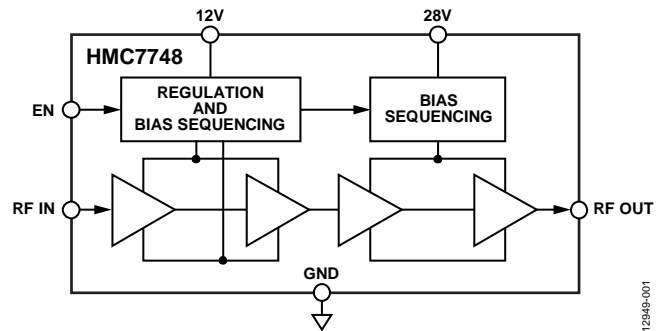 12V
28V
HMC7748
REGULATION
AND
BIAS SEQUENCING
BIAS
SEQUENCING
EN
RF IN
RF OUT
GND
12949-001